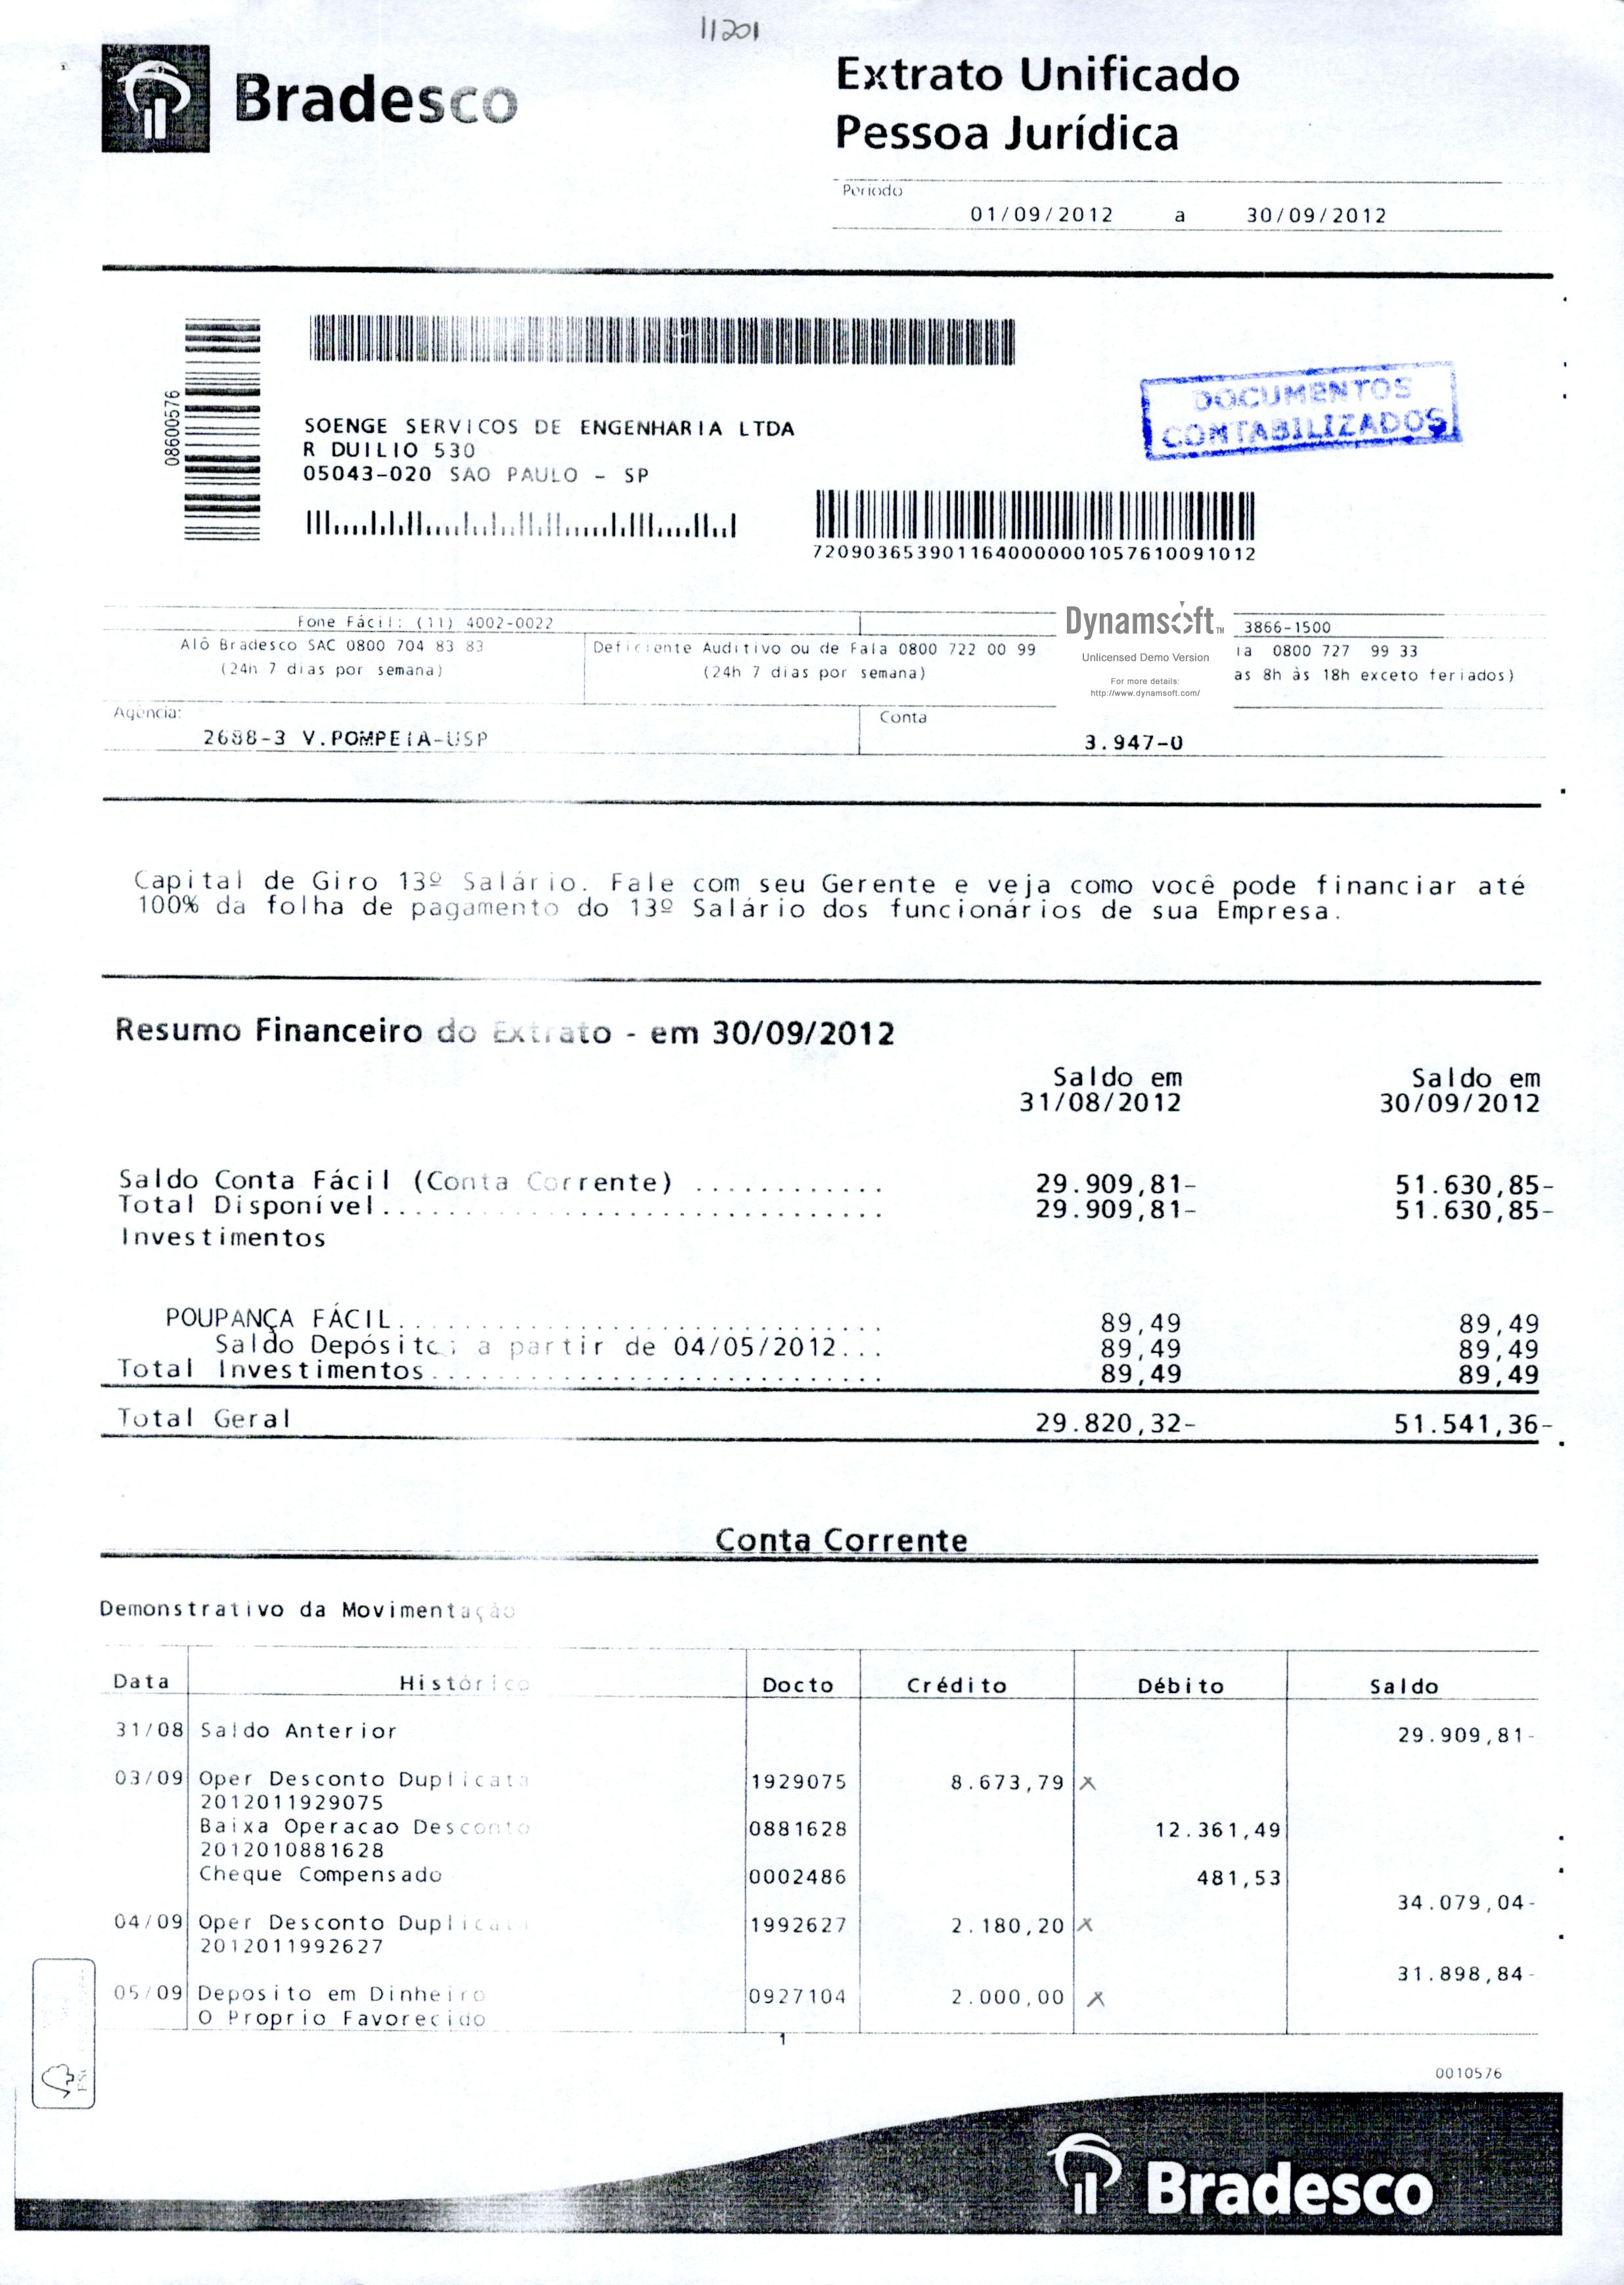 11201
Bradesco
Extrato Unificado
Pessoa Jurídica
Período
01/09/2012 a 30/09/2012
08600576
DOCUMENTOS
CONTABILIZADOS
SOENGE SERVICOS DE ENGENHARIA LTDA
R DUILIO 530
05043-020 SAO PAULO - SP
7209036539011640000001057610091012
Fone Fácil: (11) 4002-0022
3866-1500
Alô Bradesco SAC 0800 704 83 83
Deficiente Auditivo ou de Fala 0800 722 00 99
ia 0800 727 99 33
(24h 7 dias por semana)
(24h 7 dias por semana)
as 8h às 18h exceto feriados)
Dynamsoft TM
Unlicensed Demo Version
For more details:
http://www.dynamsoft.com/
Agência:
2688-3 V.POMPEIA-USP
Conta
3.947-0
Capital de Giro 13º Salário. Fale com seu Gerente e veja como você pode financiar até
100% da folha de pagamento do 13º Salário dos funcionários de sua Empresa.
Resumo Financeiro do Extrato - em 30/09/2012
Saldo em Saldo em
31/08/2012 30/09/2012
Saldo Conta Fácil (Conta Corrente) ............ 29.909,81- 51.630,85-
Total Disponível.............................. 29.909,81- 51.630,85-
Investimentos
POUPANÇA FÁCIL............................. 89,49 89,49
Saldo Depósitos a partir de 04/05/2012... 89,49 89,49
Total Investimentos........................... 89,49 89,49
Total Geral 29.820,32- 51.541,36-
Conta Corrente
Demonstrativo da Movimentação
Data Histórico Docto Crédito Débito Saldo
31/08 Saldo Anterior 29.909,81-
03/09 Oper Desconto Duplicata 1929075 8.673,79 x
2012011929075
Baixa Operacao Desconto 0881628 12.361,49
2012010881628
Cheque Compensado 0002486 481,53
34.079,04-
04/09 Oper Desconto Duplicata 1992627 2.180,20 x
2012011992627
31.898,84-
05/09 Deposito em Dinheiro 0927104 2.000,00 x
O Proprio Favorecido
1
0010576
FSC
Bradesco